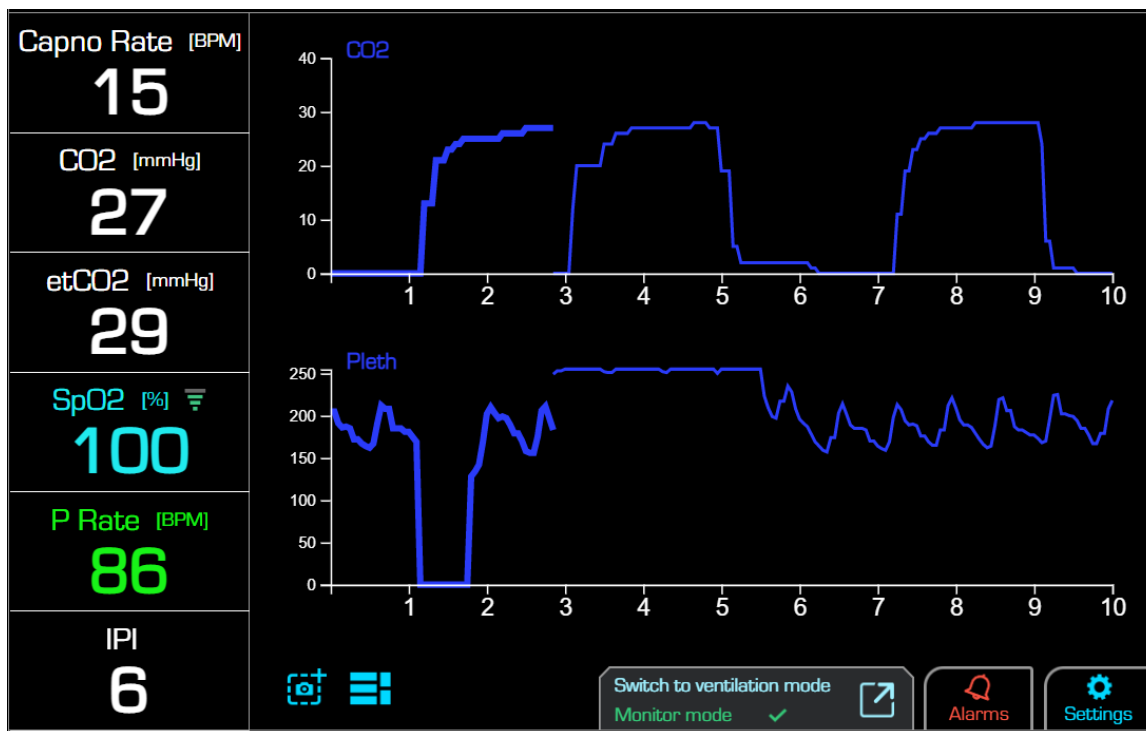 Capno Rate [BPM]
15
CO2 [mmHg]
27
etCO2 [mmHg]
29
SpO2 [%]
100
P Rate [BPM]
86
IPI
6
CO2
40
30
20
10
0
1 2 3 4 5 6 7 8 9 10
Pleth
250
200
150
100
50
0
1 2 3 4 5 6 7 8 9 10
Switch to ventilation mode
Monitor mode
Alarms
Settings